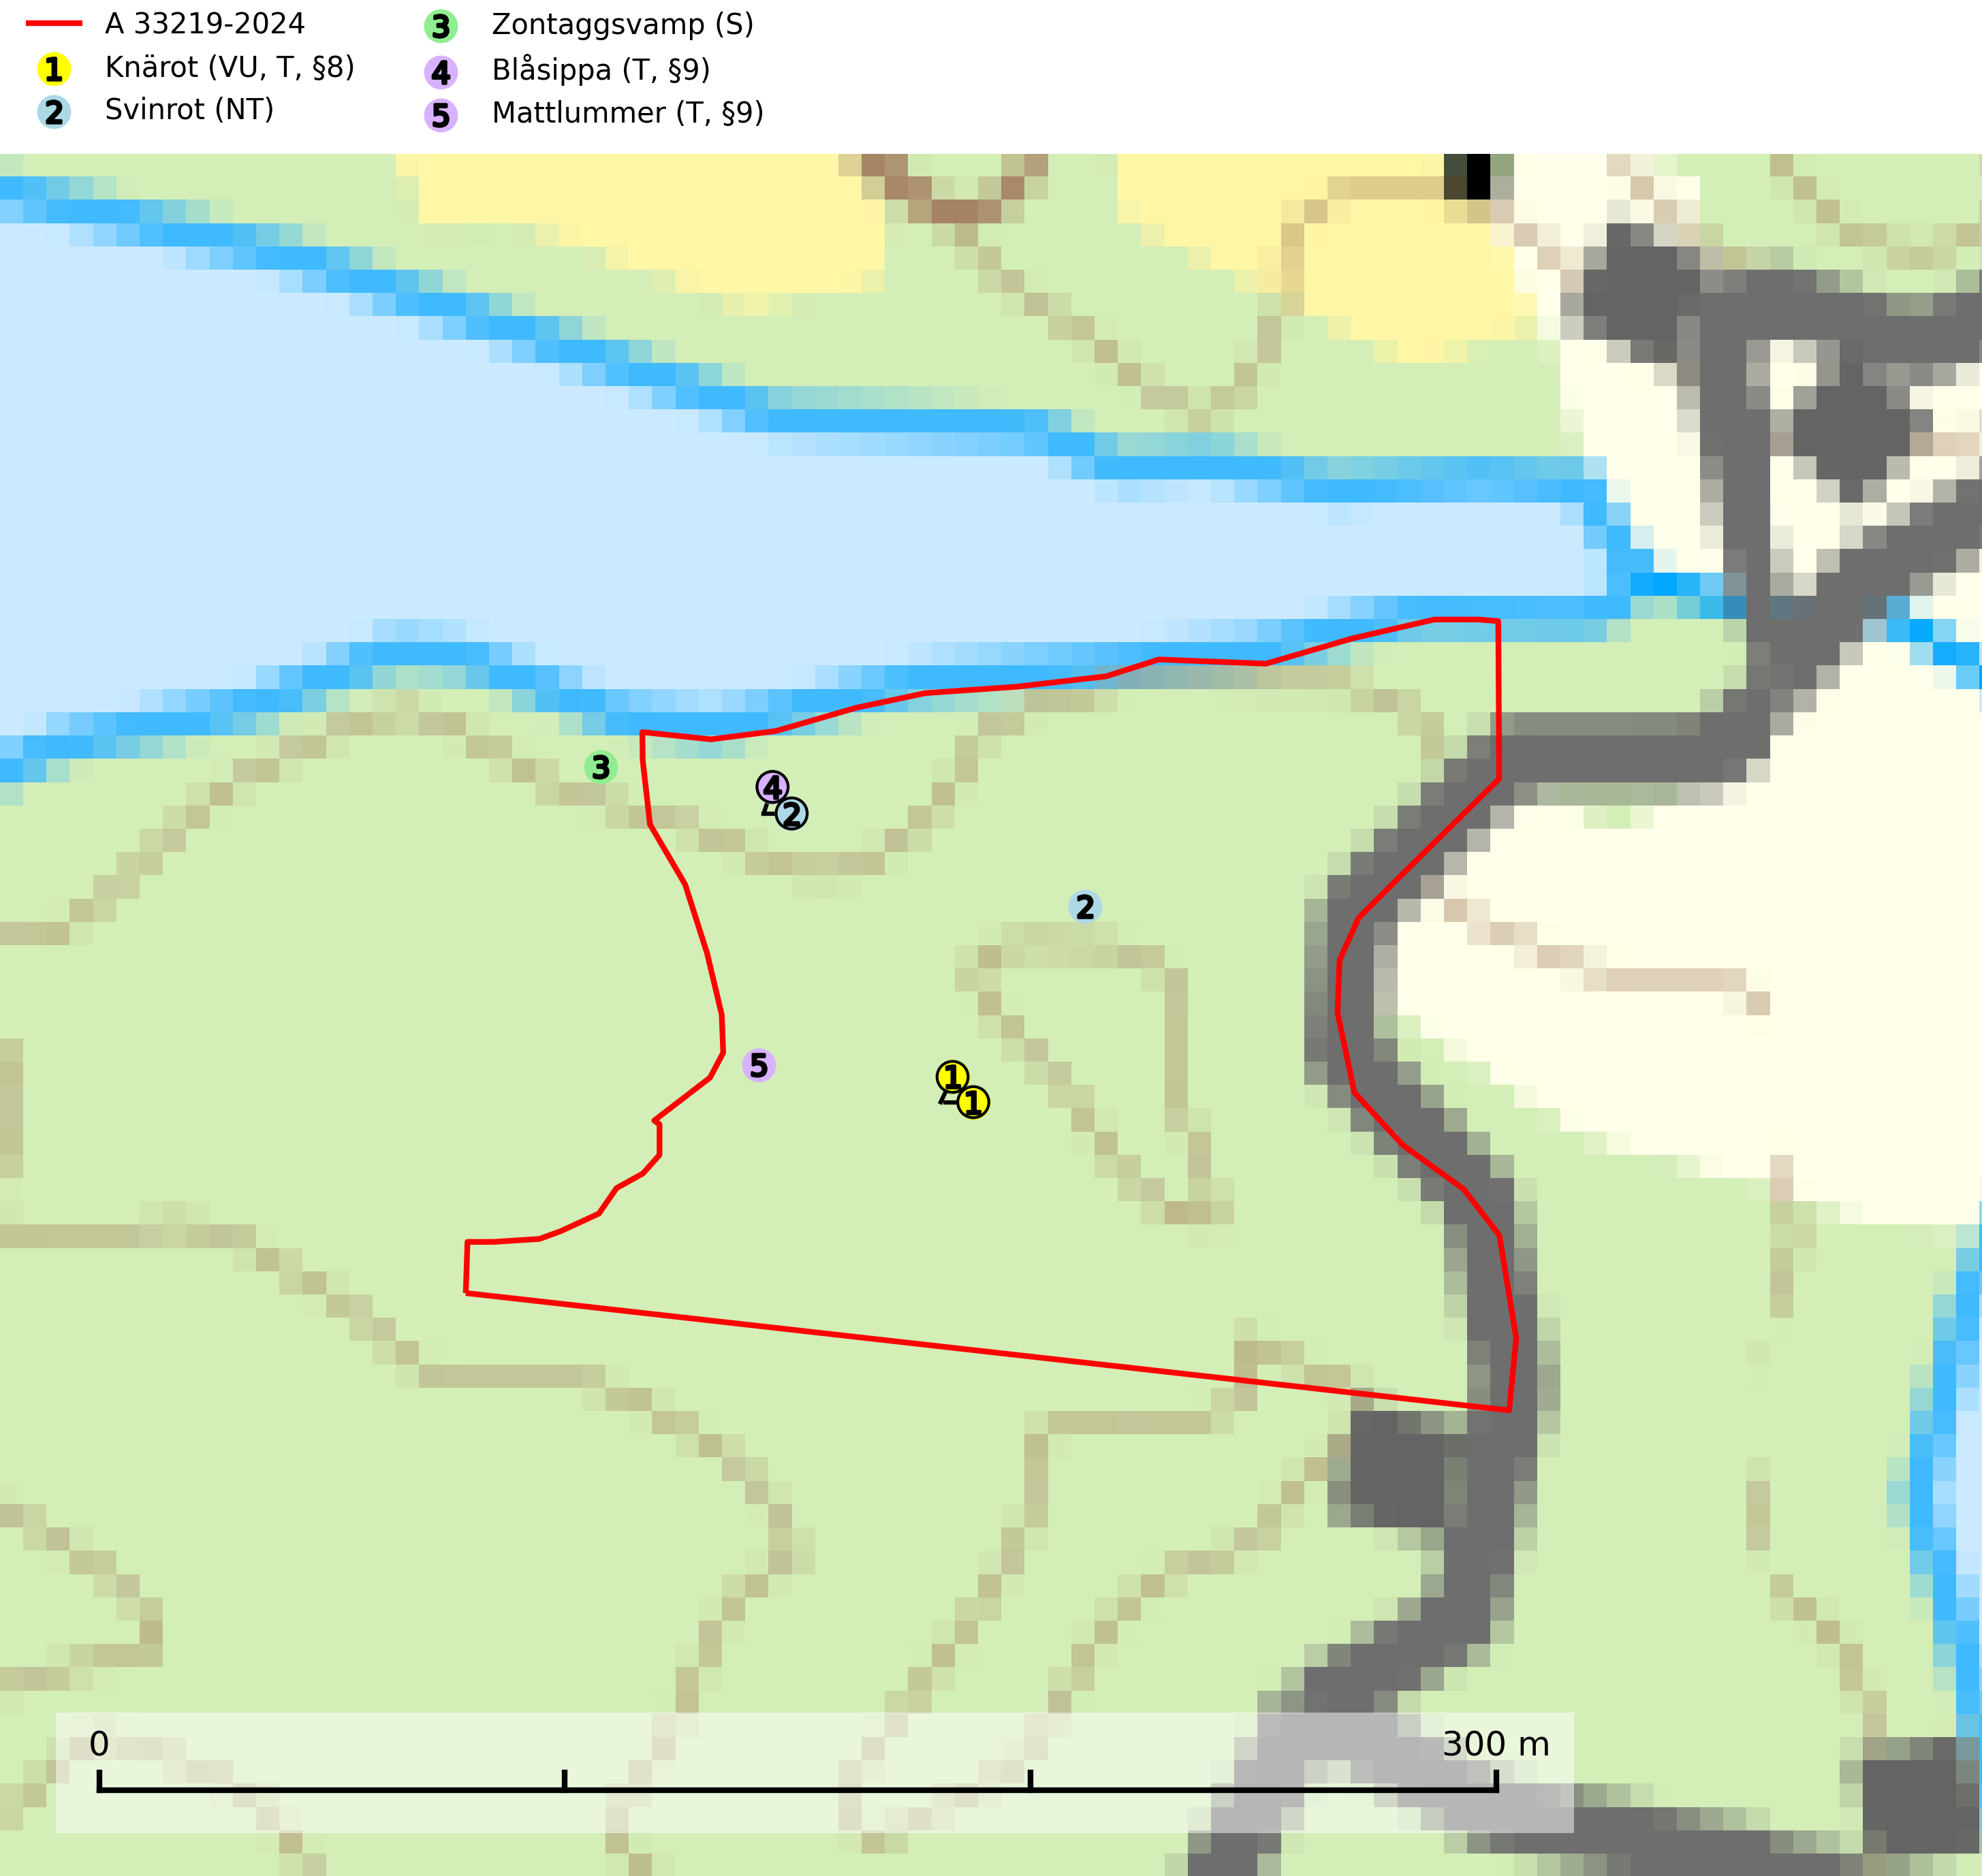 A 33219-2024
1 Knärot (VU, T, §8)
2 Svinrot (NT)
3 Zontaggsvamp (S)
4 Blåsippa (T, §9)
5 Mattlummer (T, §9)
3
4
2
2
5
1
1
0 300 m